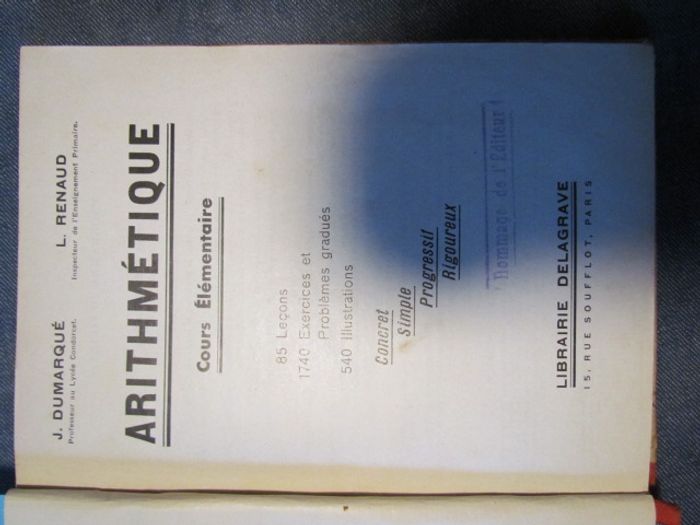 J. DUMARQUÉ
Professeur au Lycée Condorcet.
L. RENAUD
Inspecteur de l'Enseignement Primaire.
ARITHMÉTIQUE
Cours Élémentaire
85 Leçons
1740 Exercices et
Problèmes gradués
540 Illustrations
Concret
Simple
Progressif
Rigoureux
Hommage de l'Éditeur
LIBRAIRIE DELAGRAVE
15, RUE SOUFFLOT, PARIS